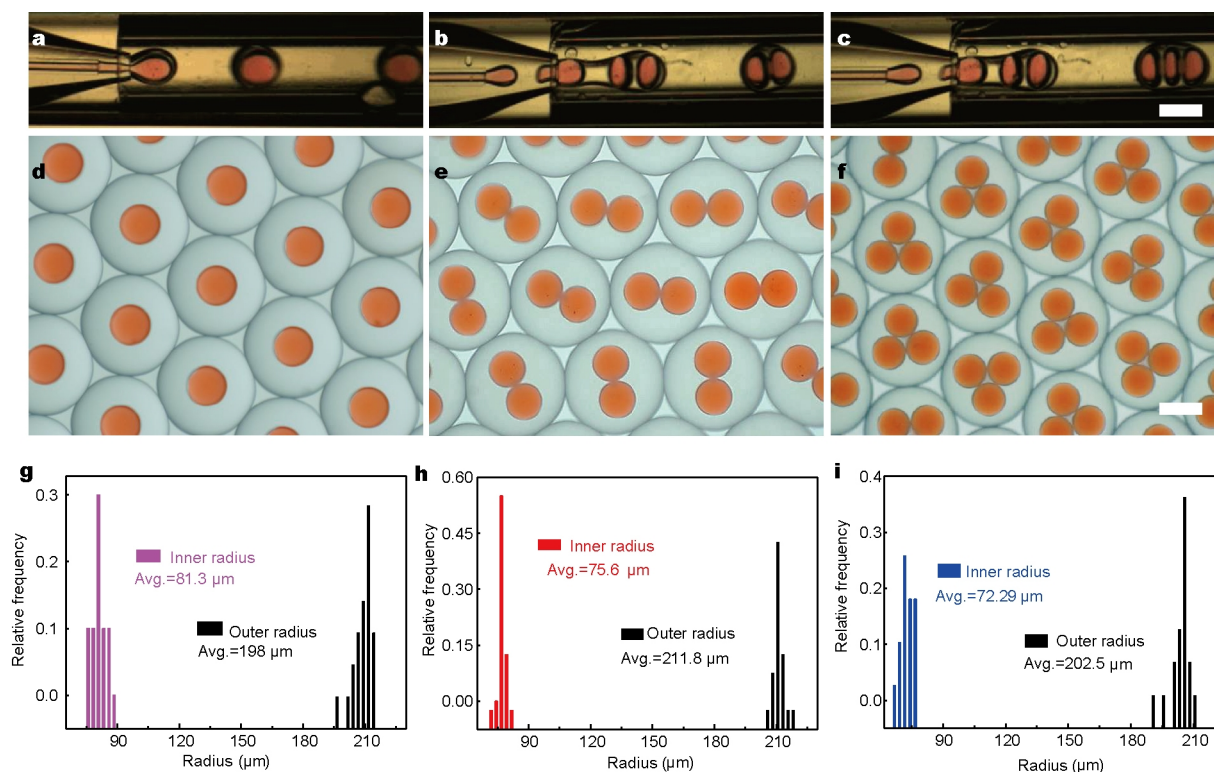 a
b
c
d
e
f
g
h
i
0.3
0.1
0.0
Relative frequency
Inner radius
Avg.=81.3 µm
Outer radius
Avg.=198 µm
90
120
150
180
210
Radius (µm)
0.60
0.45
0.30
0.15
0.00
Relative frequency
Inner radius
Avg.=75.6 µm
Outer radius
Avg.=211.8 µm
90
120
150
180
210
Radius (µm)
0.4
0.3
0.2
0.1
0.0
Relative frequency
Inner radius
Avg.=72.29 µm
Outer radius
Avg.=202.5 µm
90
120
150
180
210
Radius (µm)